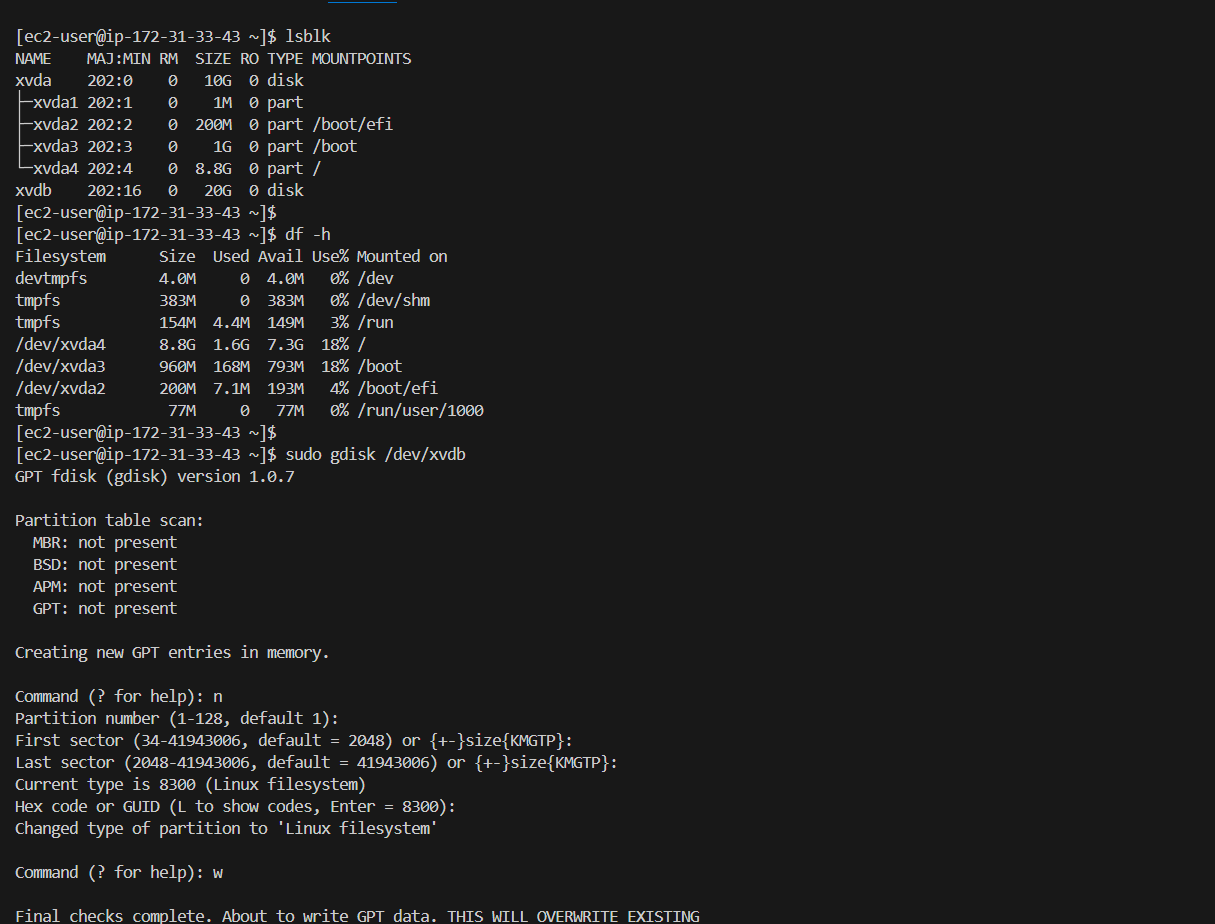 [ec2-user@ip-172-31-33-43 ~]$ lsblk
NAME    MAJ:MIN RM  SIZE RO TYPE MOUNTPOINTS
xvda    202:0    0   10G  0 disk
├─xvda1 202:1    0    1M  0 part
├─xvda2 202:2    0  200M  0 part /boot/efi
├─xvda3 202:3    0    1G  0 part /boot
└─xvda4 202:4    0  8.8G  0 part /
xvdb    202:16   0   20G  0 disk
[ec2-user@ip-172-31-33-43 ~]$
[ec2-user@ip-172-31-33-43 ~]$ df -h
Filesystem      Size  Used Avail Use% Mounted on
devtmpfs        4.0M     0  4.0M   0% /dev
tmpfs           383M     0  383M   0% /dev/shm
tmpfs           154M  4.4M  149M   3% /run
/dev/xvda4      8.8G  1.6G  7.3G  18% /
/dev/xvda3      960M  168M  793M  18% /boot
/dev/xvda2      200M  7.1M  193M   4% /boot/efi
tmpfs            77M     0   77M   0% /run/user/1000
[ec2-user@ip-172-31-33-43 ~]$
[ec2-user@ip-172-31-33-43 ~]$ sudo gdisk /dev/xvdb
GPT fdisk (gdisk) version 1.0.7

Partition table scan:
  MBR: not present
  BSD: not present
  APM: not present
  GPT: not present

Creating new GPT entries in memory.

Command (? for help): n
Partition number (1-128, default 1):
First sector (34-41943006, default = 2048) or {+-}size{KMGTP}:
Last sector (2048-41943006, default = 41943006) or {+-}size{KMGTP}:
Current type is 8300 (Linux filesystem)
Hex code or GUID (L to show codes, Enter = 8300):
Changed type of partition to 'Linux filesystem'

Command (? for help): w

Final checks complete. About to write GPT data. THIS WILL OVERWRITE EXISTING